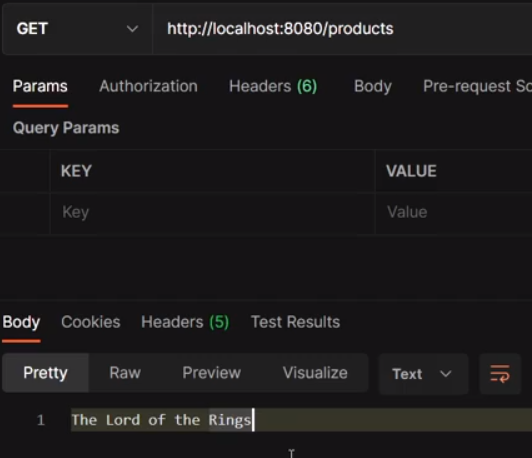 GET http://localhost:8080/products
Params Authorization Headers (6) Body Pre-request Sc
Query Params
KEY VALUE
Key Value
Body Cookies Headers (5) Test Results
Pretty Raw Preview Visualize Text
1 The Lord of the Rings